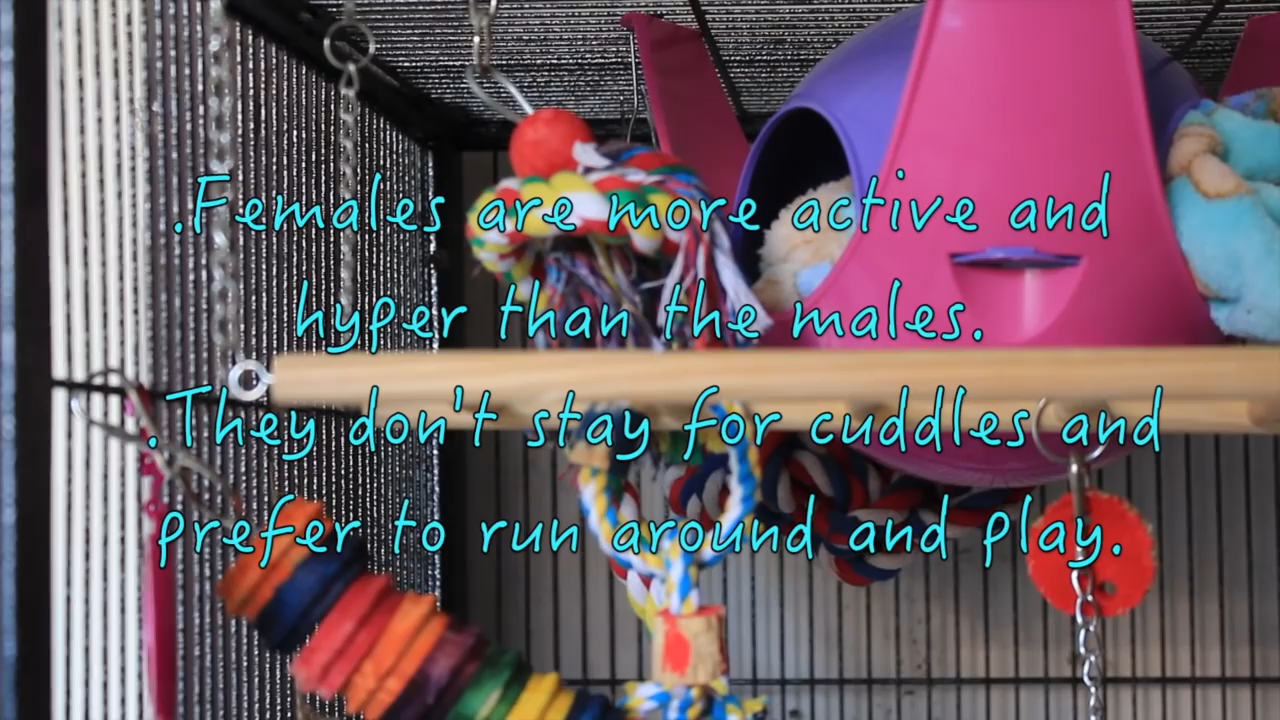 .Females are more active and
hyper than the males.
.They don't stay for cuddles and
prefer to run around and play.